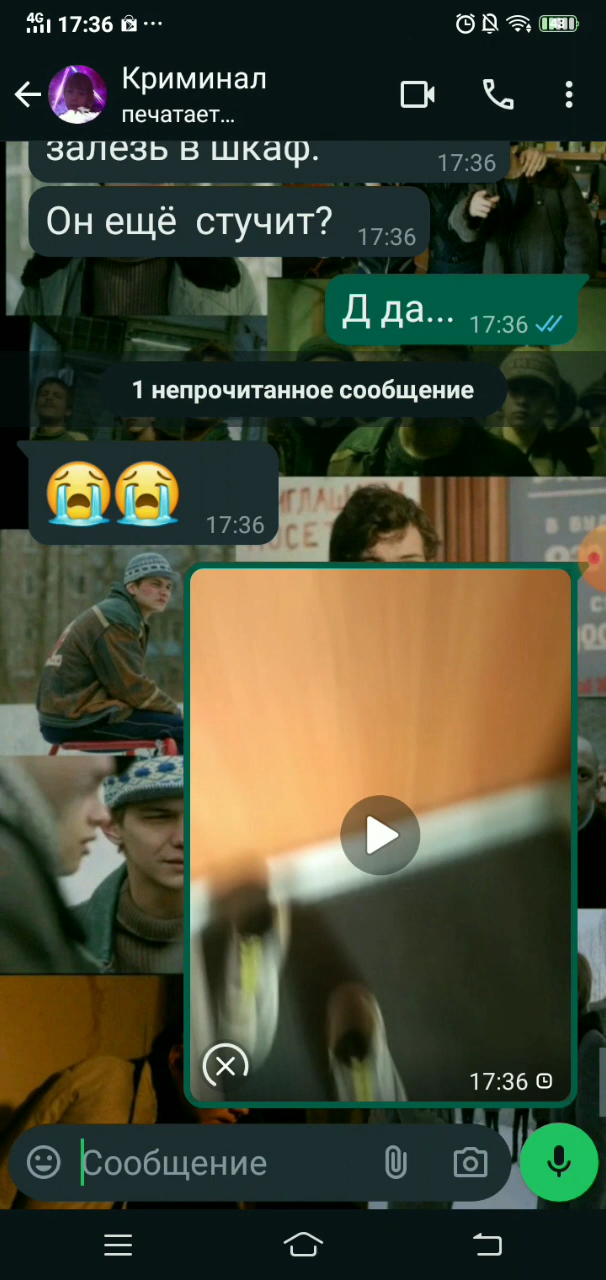 4G 17:36
Криминал
печатает...
залезь в шкаф. 17:36
Он ещё стучит? 17:36
Д да... 17:36
1 непрочитанное сообщение
😭😭 17:36
17:36
Сообщение